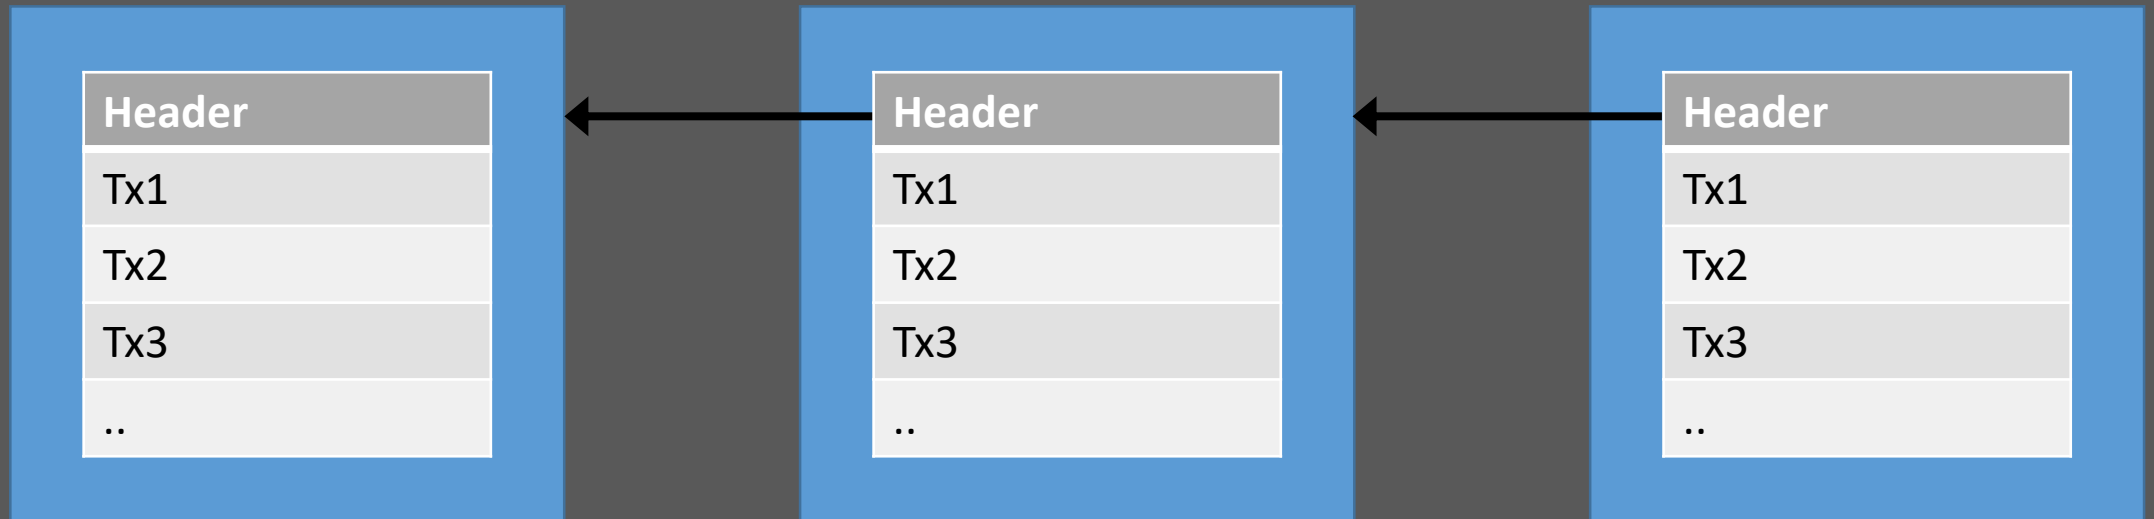 Header
Tx1
Tx2
Tx3
..
Header
Tx1
Tx2
Tx3
..
Header
Tx1
Tx2
Tx3
..